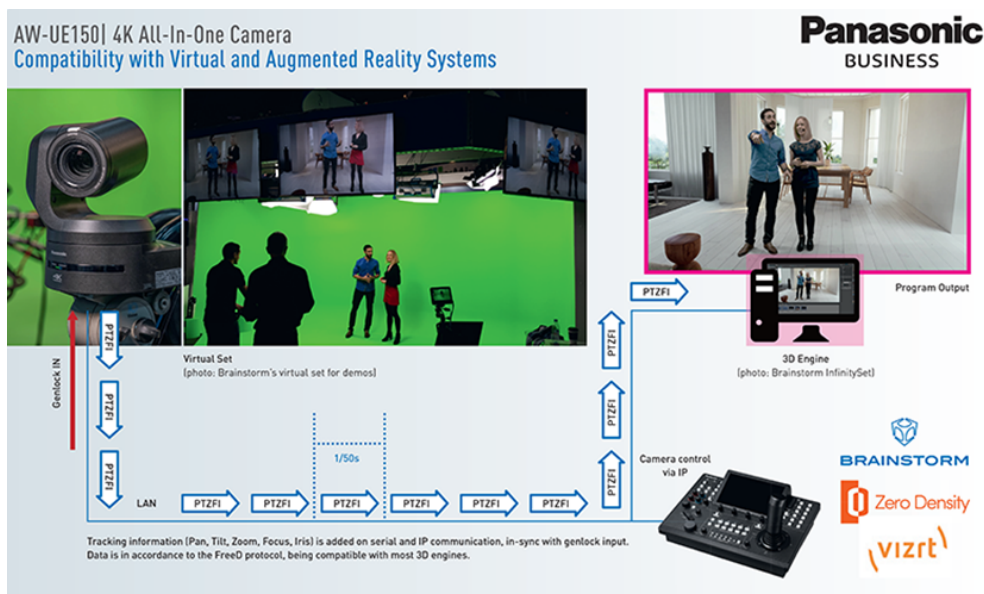 AW-UE150| 4K All-In-One Camera
Compatibility with Virtual and Augmented Reality Systems
Panasonic
BUSINESS
Program Output
PTZFI
3D Engine
(photo: Brainstorm InfinitySet)
Virtual Set
(photo: Brainstorm's virtual set for demos)
Genlock IN
PTZFI
PTZFI
PTZFI
PTZFI
PTZFI
PTZFI
1/50s
LAN
PTZFI
PTZFI
PTZFI
PTZFI
PTZFI
PTZFI
Camera control
via IP
BRAINSTORM
Zero Density
vizrt
Tracking information (Pan, Tilt, Zoom, Focus, Iris) is added on serial and IP communication, in-sync with genlock input.
Data is in accordance to the FreeD protocol, being compatible with most 3D engines.